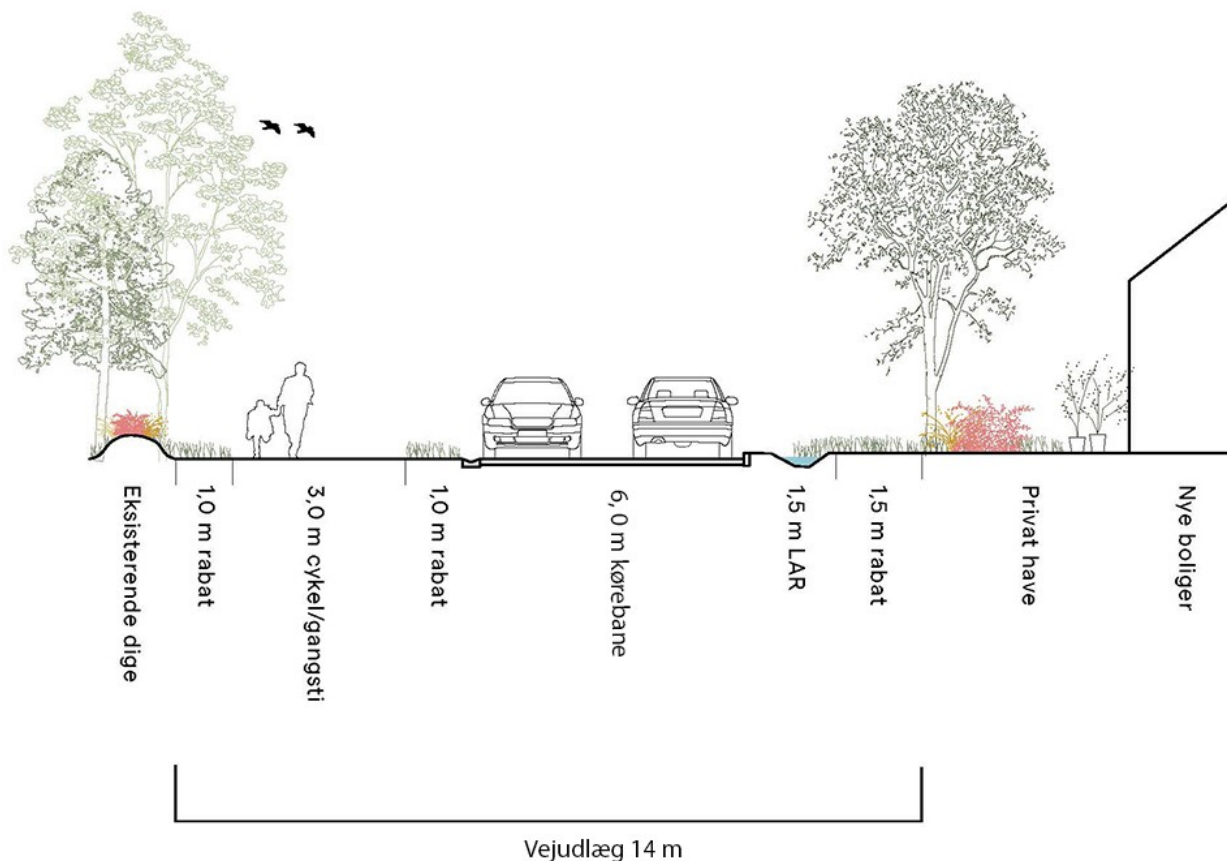 Eksisterende dige
1,0 m rabat
3,0 m cykel/gangsti
1,0 m rabat
6,0 m kørebane
1,5 m LAR
1,5 m rabat
Privat have
Nye boliger
Vejudlæg 14 m